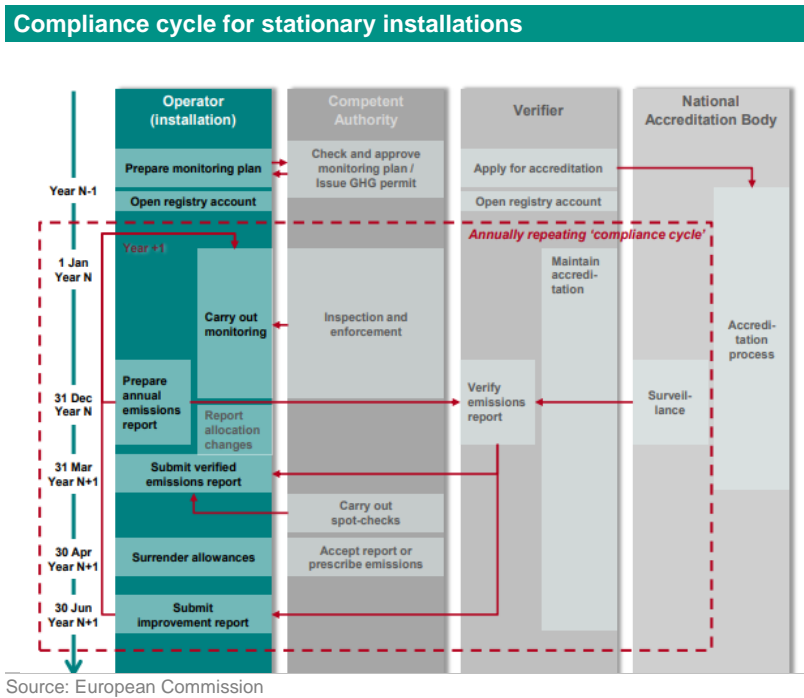 Compliance cycle for stationary installations
Operator
(installation)
Competent
Authority
Verifier
National
Accreditation Body
Year N-1
Prepare monitoring plan
Check and approve
monitoring plan /
Issue GHG permit
Apply for accreditation
Open registry account
Open registry account
Annually repeating ‘compliance cycle’
Year +1
1 Jan
Year N
Carry out
monitoring
Inspection and
enforcement
Maintain
accredi-
tation
Accredi-
tation
process
31 Dec
Year N
Prepare
annual
emissions
report
Report
allocation
changes
Verify
emissions
report
Surveil-
lance
31 Mar
Year N+1
Submit verified
emissions report
Carry out
spot-checks
30 Apr
Year N+1
Surrender allowances
Accept report or
prescribe emissions
30 Jun
Year N+1
Submit
improvement report
Source: European Commission